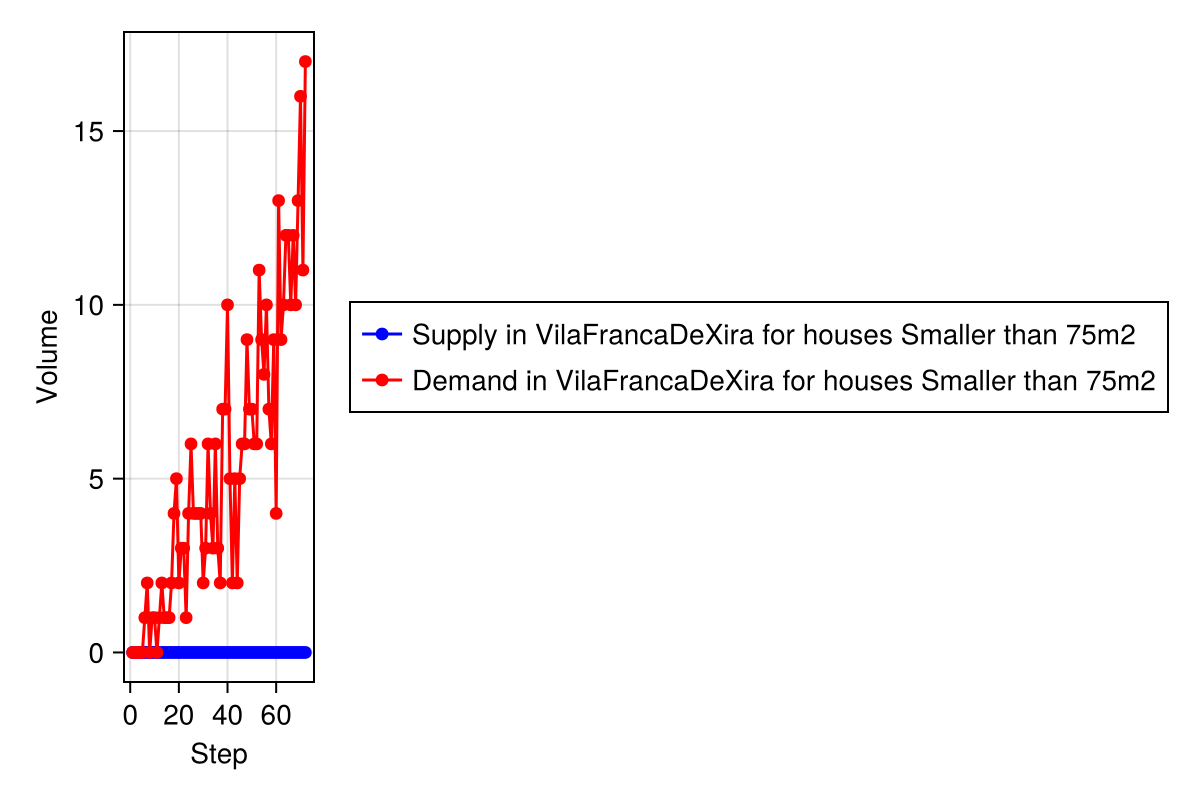 15
10
5
0
Volume
0 20 40 60
Step
Supply in VilaFrancaDeXira for houses Smaller than 75m2
Demand in VilaFrancaDeXira for houses Smaller than 75m2